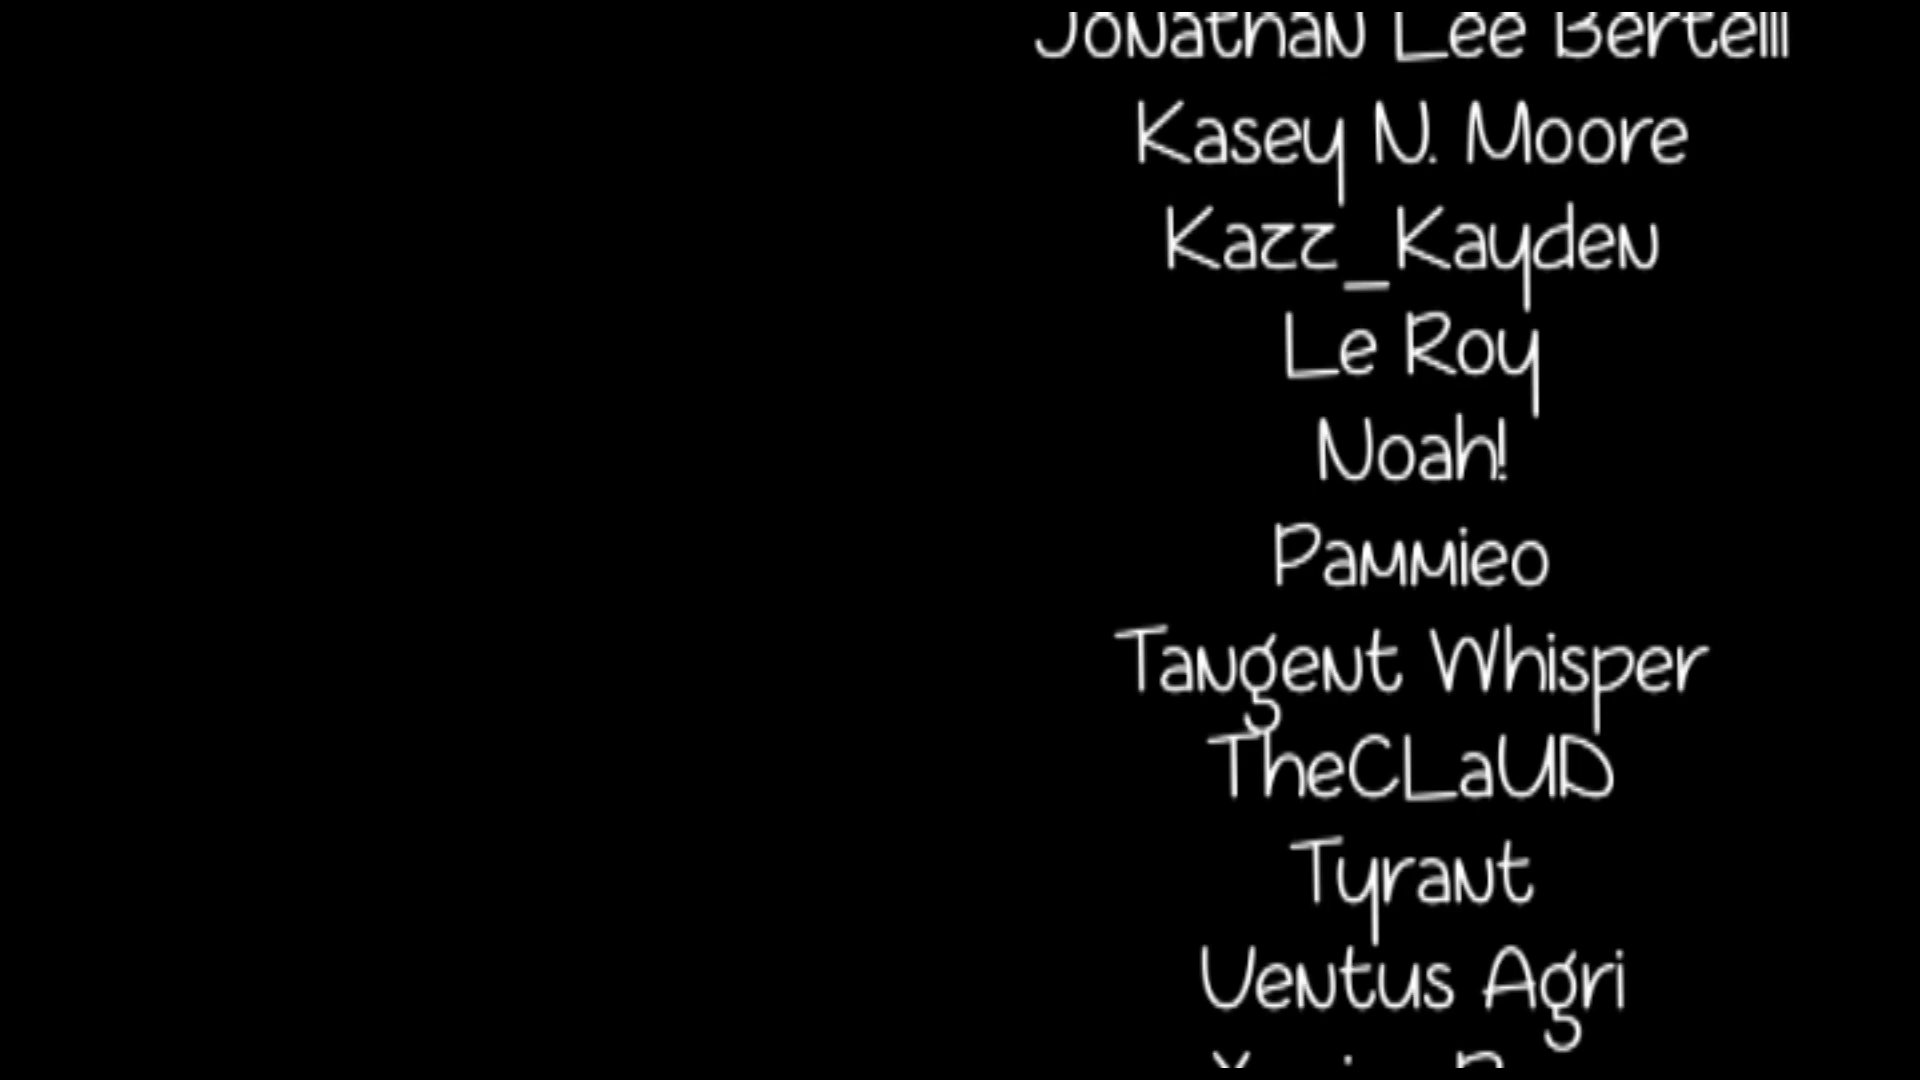 Jonathan Lee Bertelli
Kasey N. Moore
Kazz_Kayden
Le Roy
Noah!
Pammieo
Tangent Whisper
TheCLaUD
Tyrant
Ventus Agri